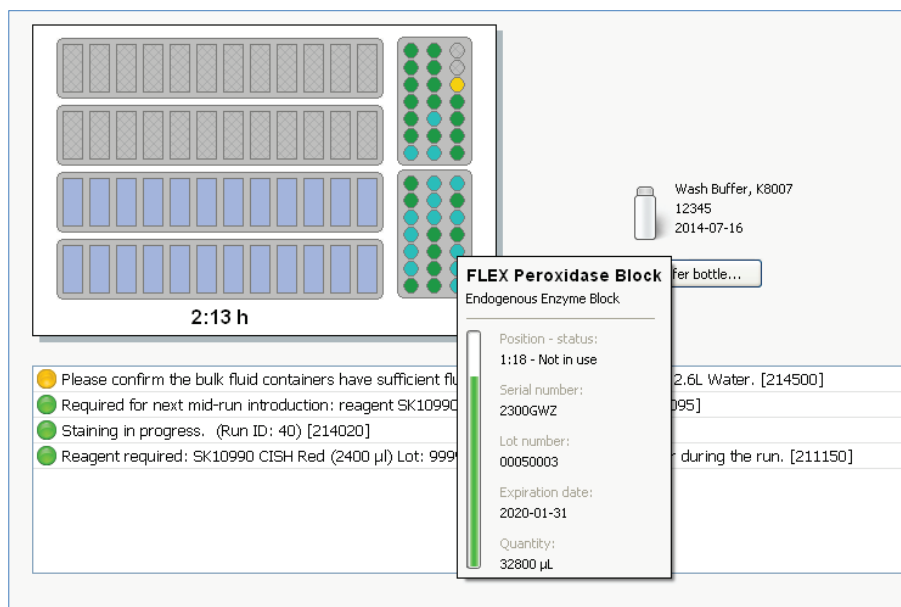 2:13 h
Wash Buffer, K8007
12345
2014-07-16
fer bottle...
FLEX Peroxidase Block
Endogenous Enzyme Block
Position - status:
1:18 - Not in use
Serial number:
2300GWZ
Lot number:
00050003
Expiration date:
2020-01-31
Quantity:
32800 µL
Please confirm the bulk fluid containers have sufficient flu 2.6L Water. [214500]
Required for next mid-run introduction: reagent SK10990 095]
Staining in progress. (Run ID: 40) [214020]
Reagent required: SK10990 CISH Red (2400 µl) Lot: 9999 r during the run. [211150]